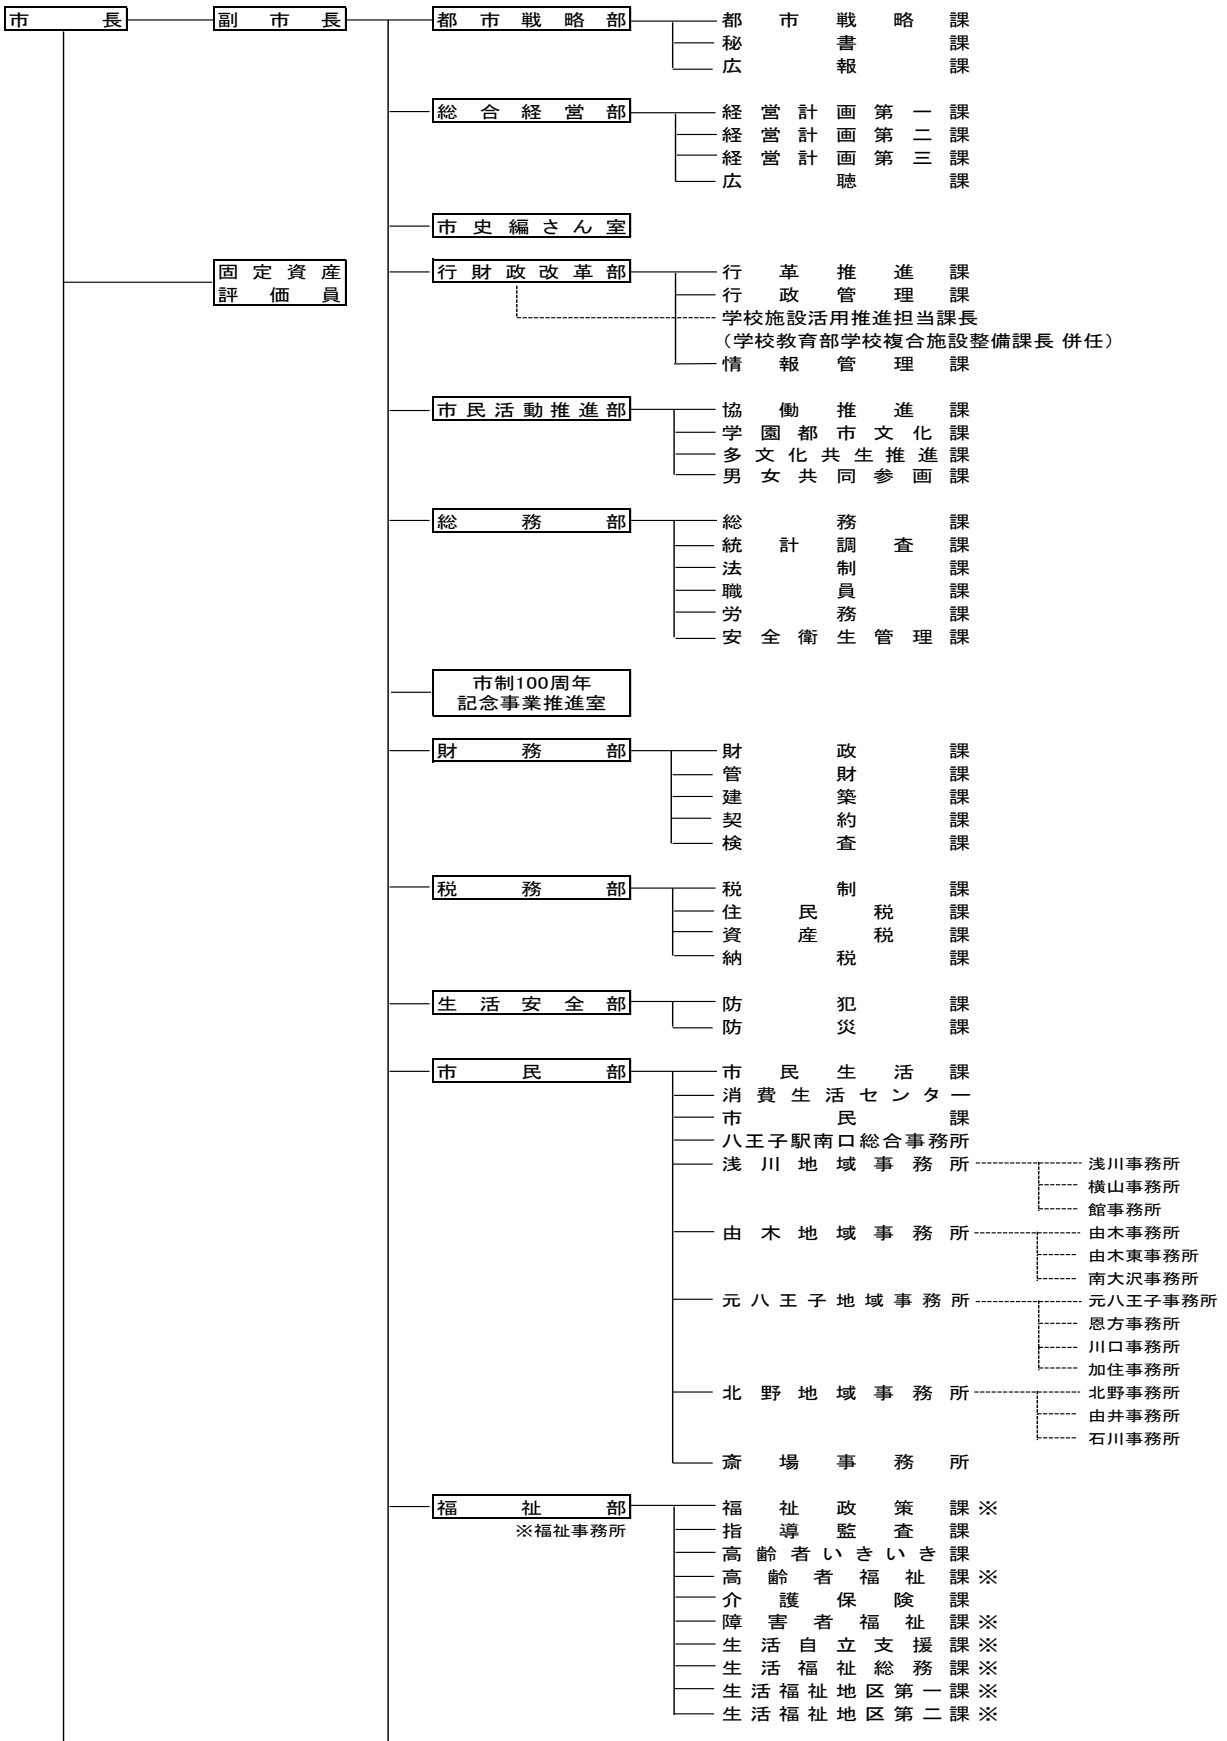 市長 副市長 都市戦略部 都市戦略課
秘書課
広報課
総合経営部 経営計画第一課
経営計画第二課
経営計画第三課
広聴課
市史編さん室
固定資産評価員 行財政改革部 行革推進課
行政管理課
学校施設活用推進担当課長
（学校教育部学校複合施設整備課長 併任）
情報管理課
市民活動推進部 協働推進課
学園都市文化課
多文化共生推進課
男女共同参画課
総務部 総務課
統計調査課
法制課
職員課
労務課
安全衛生管理課
市制100周年
記念事業推進室
財務部 財政課
管財課
建築課
契約課
検査課
税務部 税制課
住民税課
資産税課
納税課
生活安全部 防犯課
防災課
市民部 市民生活課
消費生活センター
市民課
八王子駅南口総合事務所
浅川地域事務所 浅川事務所
横山事務所
館事務所
由木地域事務所 由木事務所
由木東事務所
南大沢事務所
元八王子地域事務所 元八王子事務所
恩方事務所
川口事務所
加住事務所
北野地域事務所 北野事務所
由井事務所
石川事務所
斎場事務所
福祉部 福祉政策課※
※福祉事務所 指導監査課
高齢者いきいき課
高齢者福祉課※
介護保険課
障害者福祉課※
生活自立支援課※
生活福祉総務課※
生活福祉地区第一課※
生活福祉地区第二課※